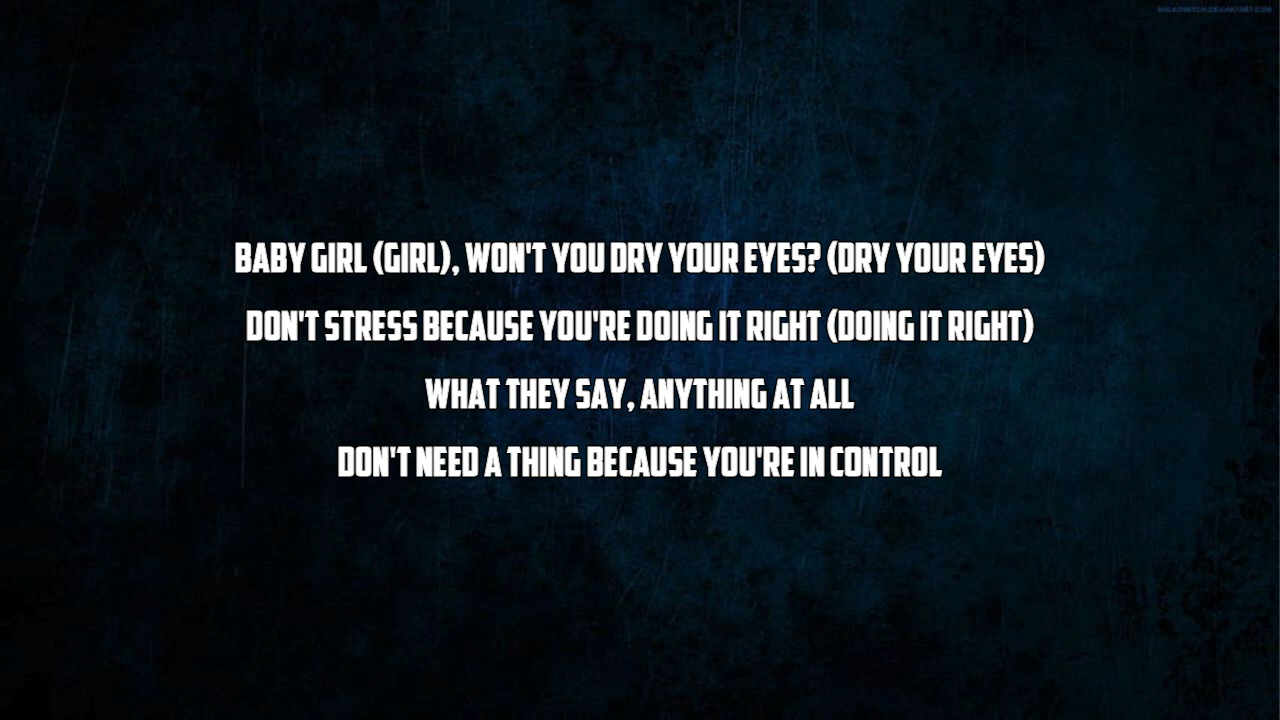 BABY GIRL (GIRL), WON'T YOU DRY YOUR EYES? (DRY YOUR EYES)
DON'T STRESS BECAUSE YOU'RE DOING IT RIGHT (DOING IT RIGHT)
WHAT THEY SAY, ANYTHING AT ALL
DON'T NEED A THING BECAUSE YOU'RE IN CONTROL